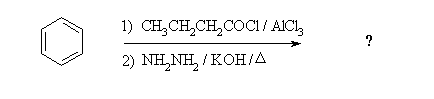 1) CH3CH2CH2COCl / AlCl3
2) NH2NH2 / KOH / △
?